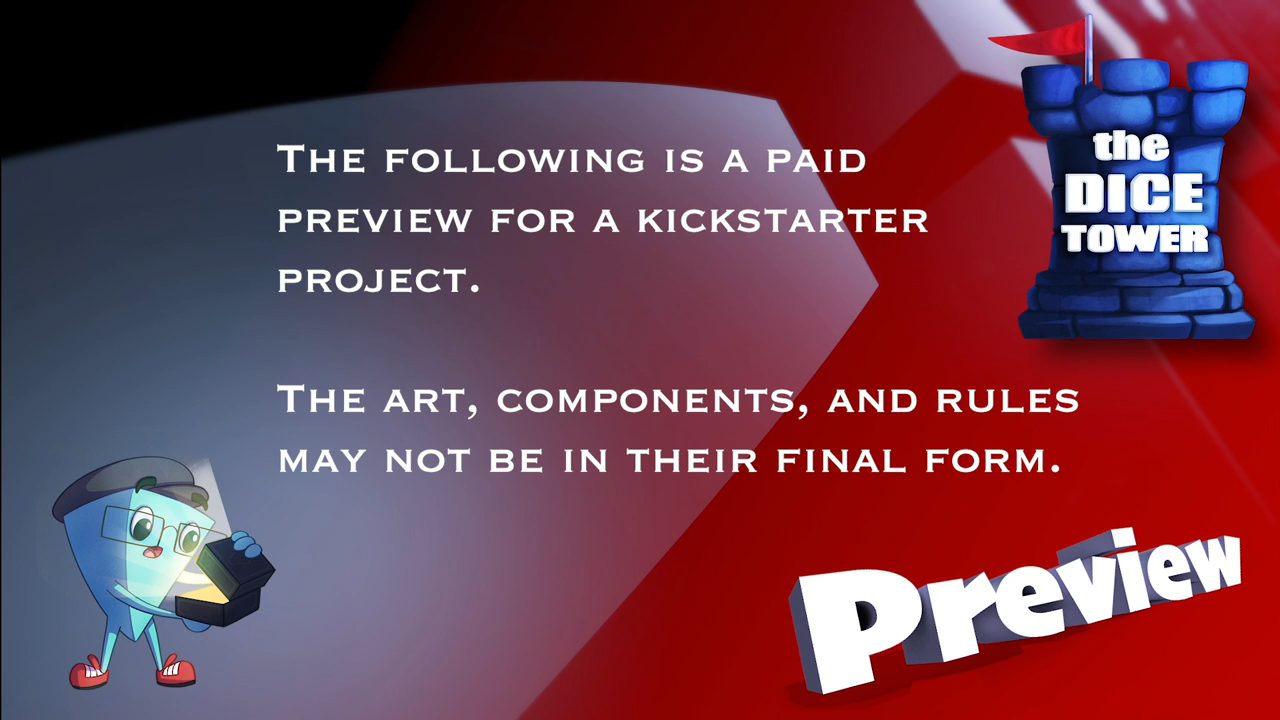 The following is a paid
preview for a kickstarter
project.
The art, components, and rules
may not be in their final form.
the
DICE
TOWER
Preview